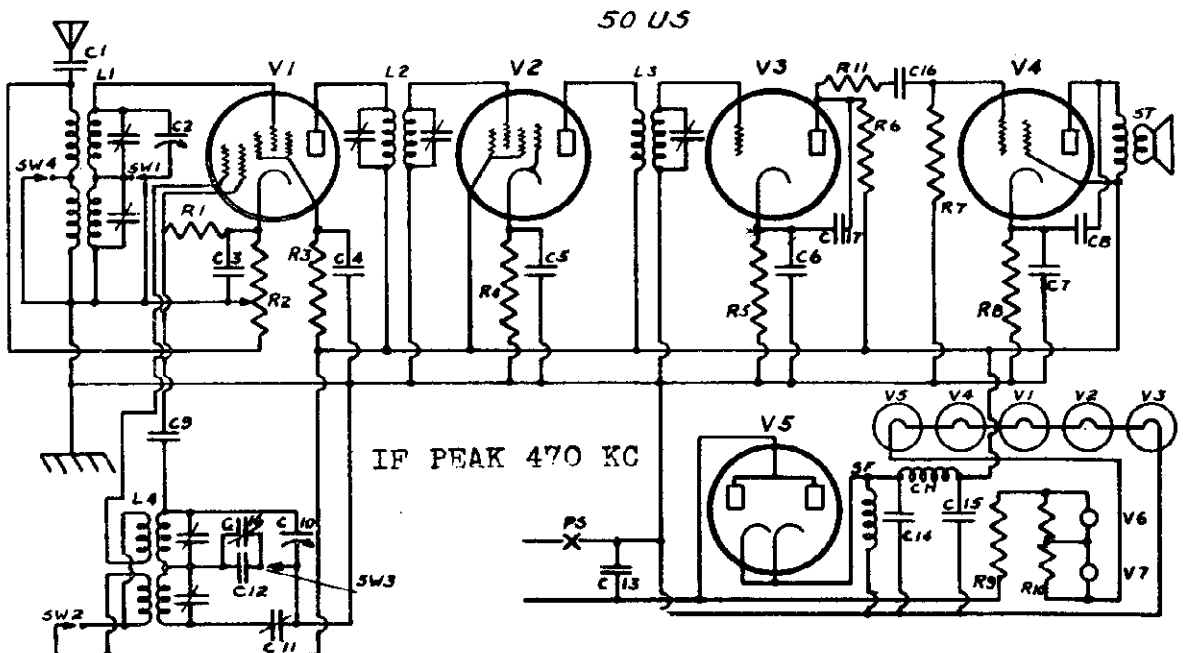 50 US
C1
L1
V1
L2
V2
L3
V3
R11
C16
V4
ST
C2
SW4
SW1
R6
R7
R1
C3
R2
R3
C4
R4
C5
R5
C6
C17
R8
C7
C8
C9
IF PEAK 470 KC
V5
V5
V4
V1
V2
V3
SF
CH
C14
C15
R9
R10
V6
V7
PS
C13
L4
C10
C12
SW3
SW2
C11